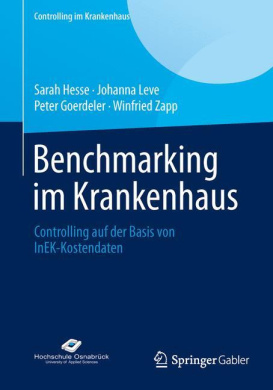 Controlling im Krankenhaus
Sarah Hesse · Johanna Leve
Peter Goerdeler · Winfried Zapp
Benchmarking
im Krankenhaus
Controlling auf der Basis von
InEK-Kostendaten
Hochschule Osnabrück
University of Applied Sciences
Springer Gabler